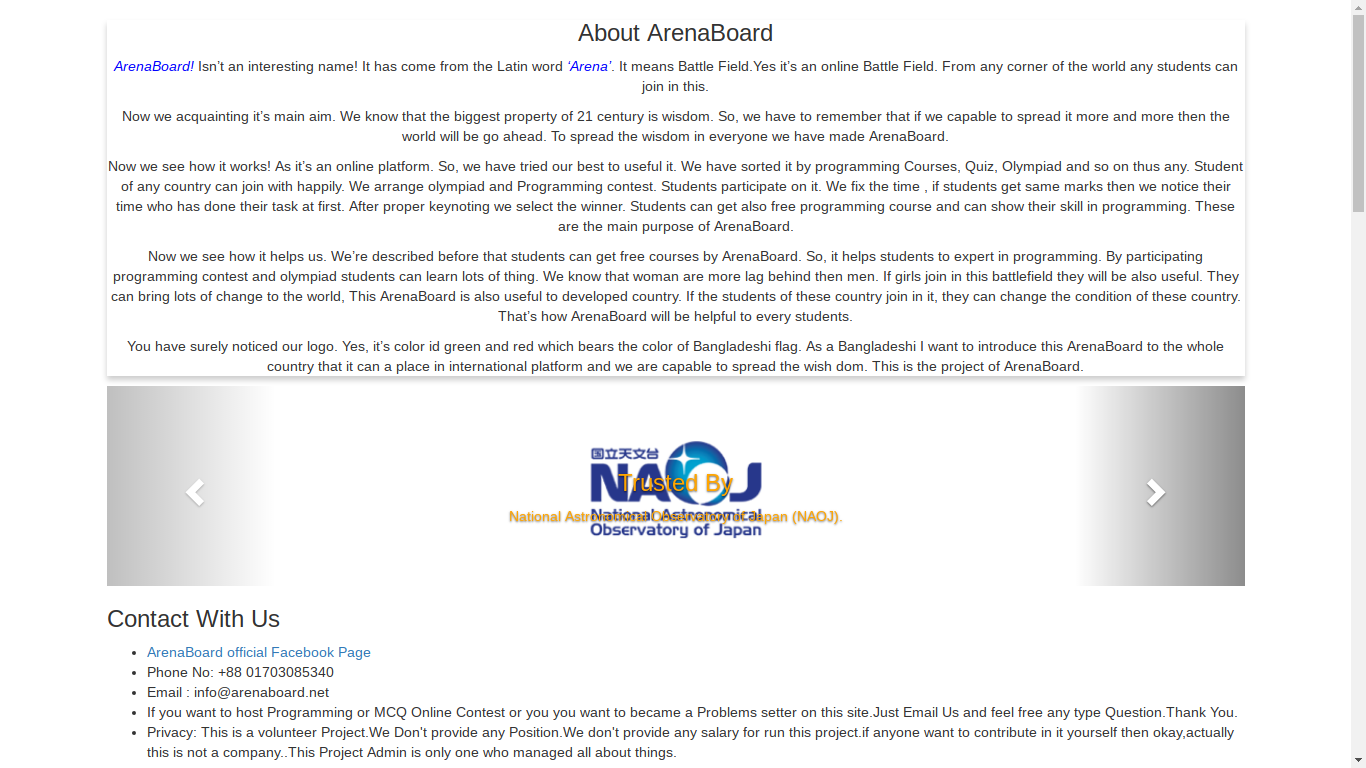 About ArenaBoard
ArenaBoard! Isn’t an interesting name! It has come from the Latin word ‘Arena’. It means Battle Field.Yes it’s an online Battle Field. From any corner of the world any students can
join in this.
Now we acquainting it’s main aim. We know that the biggest property of 21 century is wisdom. So, we have to remember that if we capable to spread it more and more then the
world will be go ahead. To spread the wisdom in everyone we have made ArenaBoard.
Now we see how it works! As it’s an online platform. So, we have tried our best to useful it. We have sorted it by programming Courses, Quiz, Olympiad and so on thus any. Student
of any country can join with happily. We arrange olympiad and Programming contest. Students participate on it. We fix the time , if students get same marks then we notice their
time who has done their task at first. After proper keynoting we select the winner. Students can get also free programming course and can show their skill in programming. These
are the main purpose of ArenaBoard.
Now we see how it helps us. We’re described before that students can get free courses by ArenaBoard. So, it helps students to expert in programming. By participating
programming contest and olympiad students can learn lots of thing. We know that woman are more lag behind then men. If girls join in this battlefield they will be also useful. They
can bring lots of change to the world, This ArenaBoard is also useful to developed country. If the students of these country join in it, they can change the condition of these country.
That’s how ArenaBoard will be helpful to every students.
You have surely noticed our logo. Yes, it’s color id green and red which bears the color of Bangladeshi flag. As a Bangladeshi I want to introduce this ArenaBoard to the whole
country that it can a place in international platform and we are capable to spread the wish dom. This is the project of ArenaBoard.
国立天文台
NAOJ
Trusted By
National Astronomical Observatory of Japan (NAOJ).
National Astronomical
Observatory of Japan
Contact With Us
ArenaBoard official Facebook Page
Phone No: +88 01703085340
Email : info@arenaboard.net
If you want to host Programming or MCQ Online Contest or you you want to became a Problems setter on this site.Just Email Us and feel free any type Question.Thank You.
Privacy: This is a volunteer Project.We Don't provide any Position.We don't provide any salary for run this project.if anyone want to contribute in it yourself then okay,actually
this is not a company..This Project Admin is only one who managed all about things.